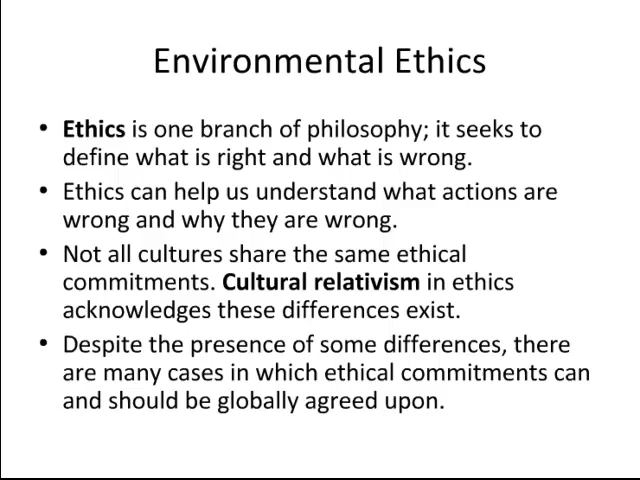 Environmental Ethics
• Ethics is one branch of philosophy; it seeks to
define what is right and what is wrong.
• Ethics can help us understand what actions are
wrong and why they are wrong.
• Not all cultures share the same ethical
commitments. Cultural relativism in ethics
acknowledges these differences exist.
• Despite the presence of some differences, there
are many cases in which ethical commitments can
and should be globally agreed upon.